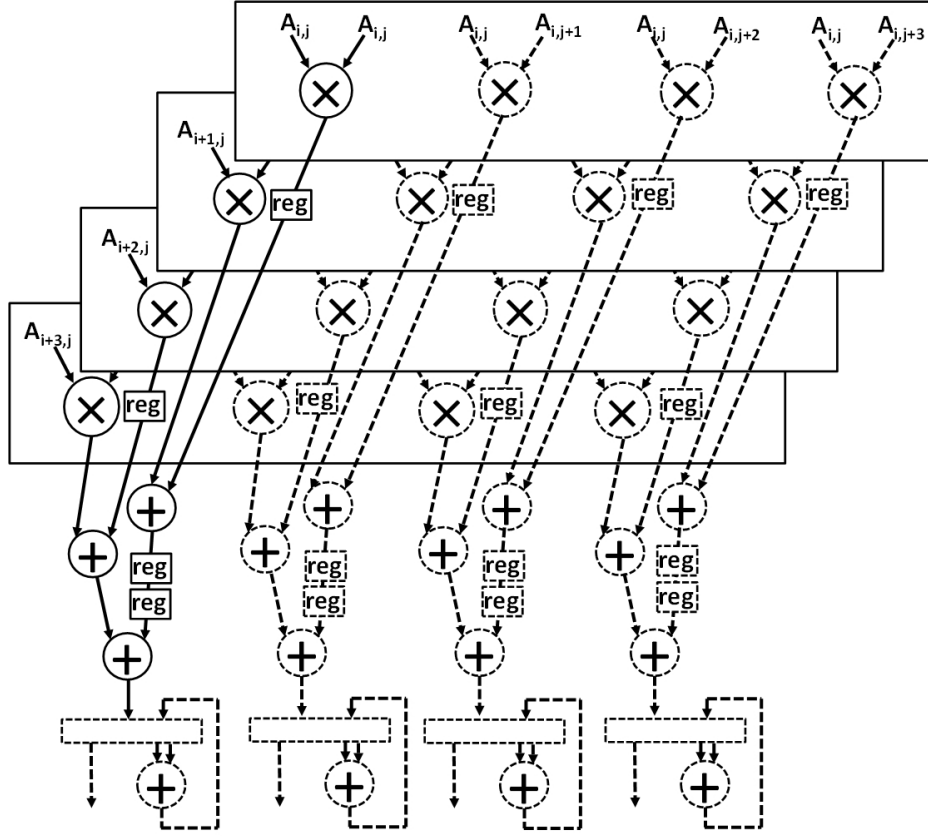 A_{i,j} A_{i,j} A_{i,j} A_{i,j+1} A_{i,j} A_{i,j+2} A_{i,j} A_{i,j+3}
× × × ×
A_{i+1,j}
× reg × reg × reg × reg
A_{i+2,j}
× × × ×
A_{i+3,j}
× reg × reg × reg × reg
+ + + +
+ + + +
reg reg reg reg
reg reg reg reg
+ + + +
+ + + +